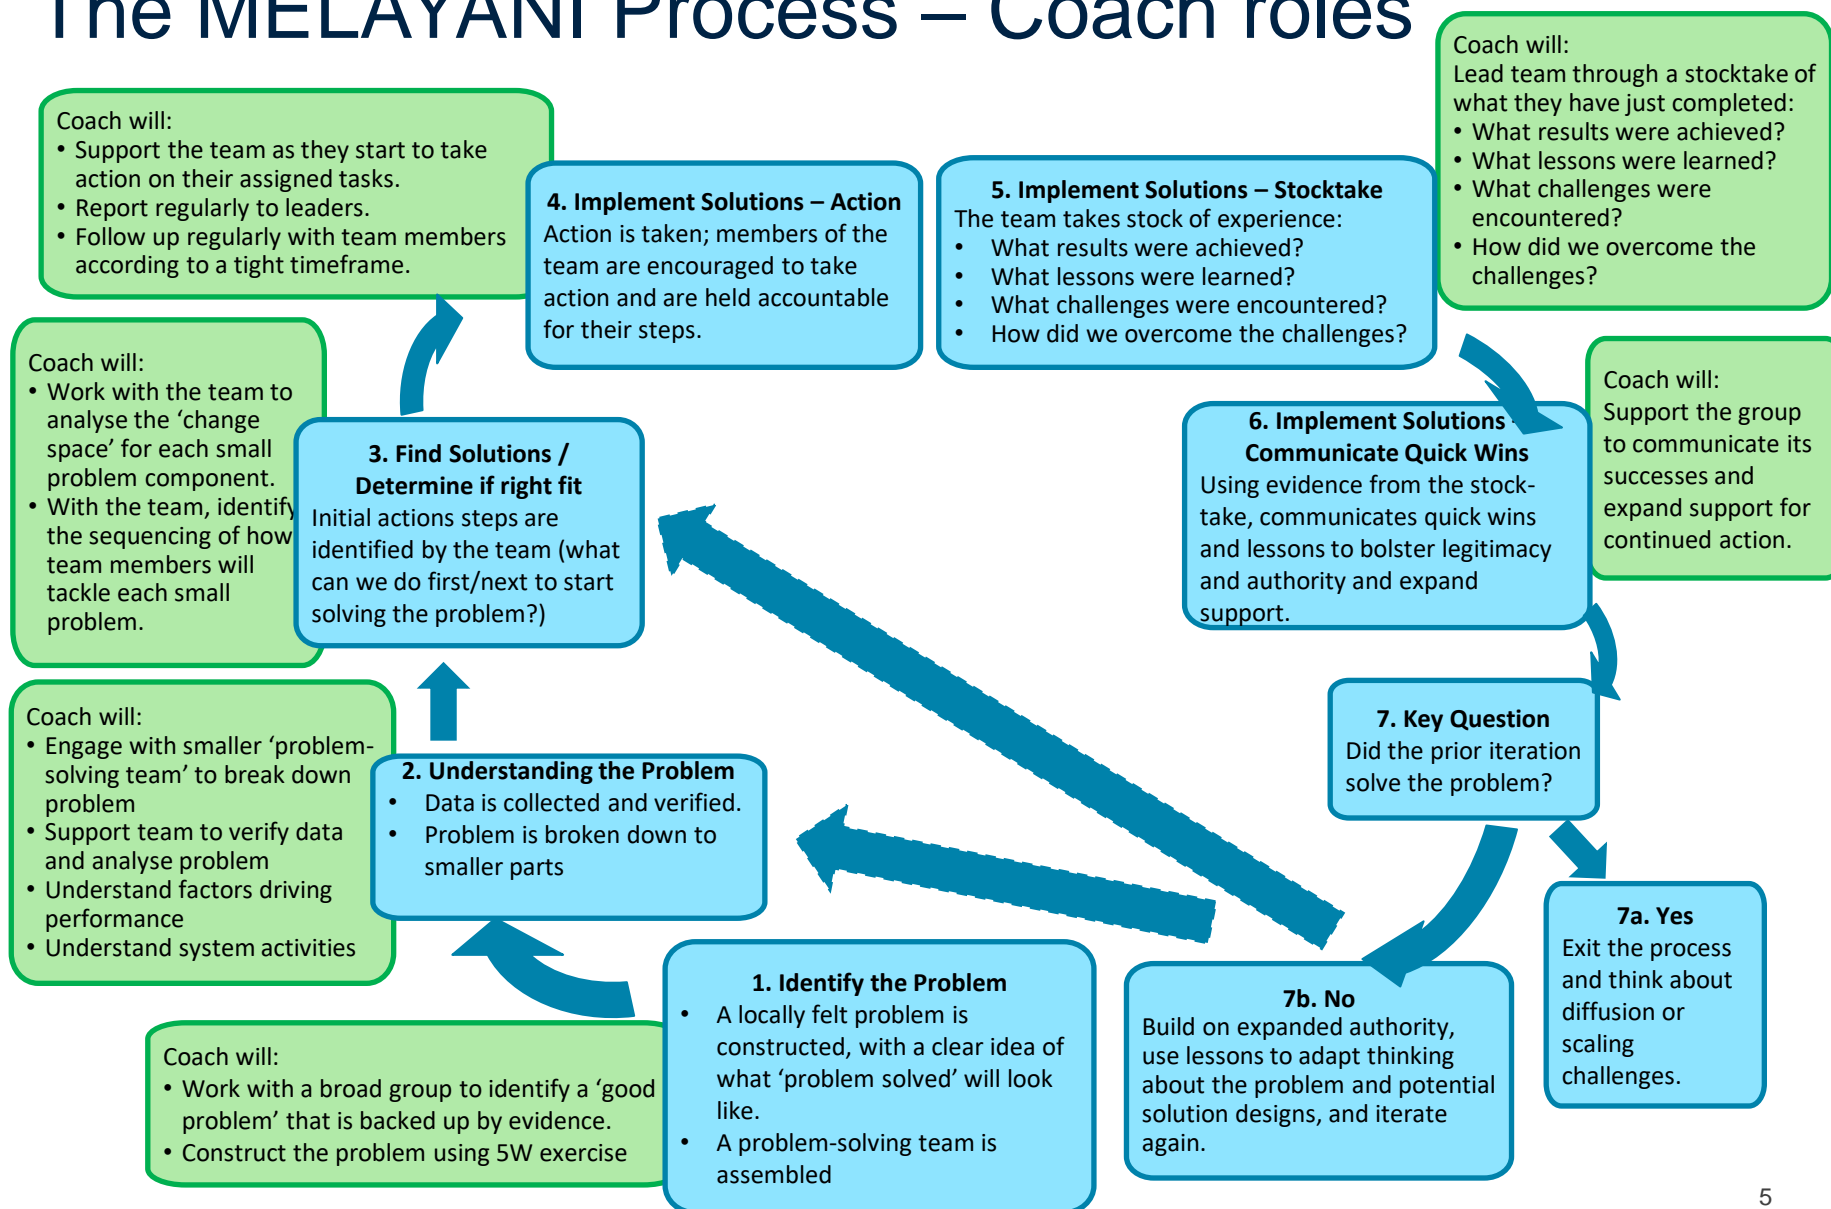 The MELAYANI Process – Coach roles
Coach will:
• Support the team as they start to take
action on their assigned tasks.
• Report regularly to leaders.
• Follow up regularly with team members
according to a tight timeframe.
4. Implement Solutions – Action
Action is taken; members of the
team are encouraged to take
action and are held accountable
for their steps.
5. Implement Solutions – Stocktake
The team takes stock of experience:
• What results were achieved?
• What lessons were learned?
• What challenges were encountered?
• How did we overcome the challenges?
Coach will:
Lead team through a stocktake of
what they have just completed:
• What results were achieved?
• What lessons were learned?
• What challenges were
encountered?
• How did we overcome the
challenges?
Coach will:
• Work with the team to
analyse the ‘change
space’ for each small
problem component.
• With the team, identify
the sequencing of how
team members will
tackle each small
problem.
3. Find Solutions /
Determine if right fit
Initial actions steps are
identified by the team (what
can we do first/next to start
solving the problem?)
6. Implement Solutions
Communicate Quick Wins
Using evidence from the stock-
take, communicates quick wins
and lessons to bolster legitimacy
and authority and expand
support.
Coach will:
Support the group
to communicate its
successes and
expand support for
continued action.
Coach will:
• Engage with smaller ‘problem-
solving team’ to break down
problem
• Support team to verify data
and analyse problem
• Understand factors driving
performance
• Understand system activities
2. Understanding the Problem
• Data is collected and verified.
• Problem is broken down to
smaller parts
7. Key Question
Did the prior iteration
solve the problem?
7a. Yes
Exit the process
and think about
diffusion or
scaling
challenges.
7b. No
Build on expanded authority,
use lessons to adapt thinking
about the problem and potential
solution designs, and iterate
again.
1. Identify the Problem
• A locally felt problem is
constructed, with a clear idea of
what ‘problem solved’ will look
like.
• A problem-solving team is
assembled
Coach will:
• Work with a broad group to identify a ‘good
problem’ that is backed up by evidence.
• Construct the problem using 5W exercise
5